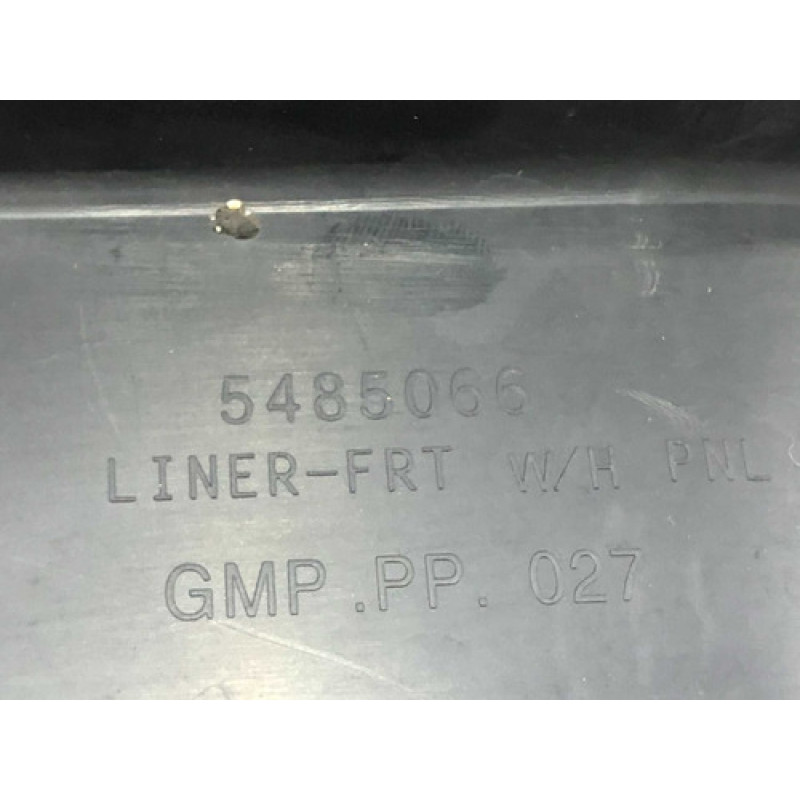 5485066
LINER-FRT W/H PNL
GMP.PP.027